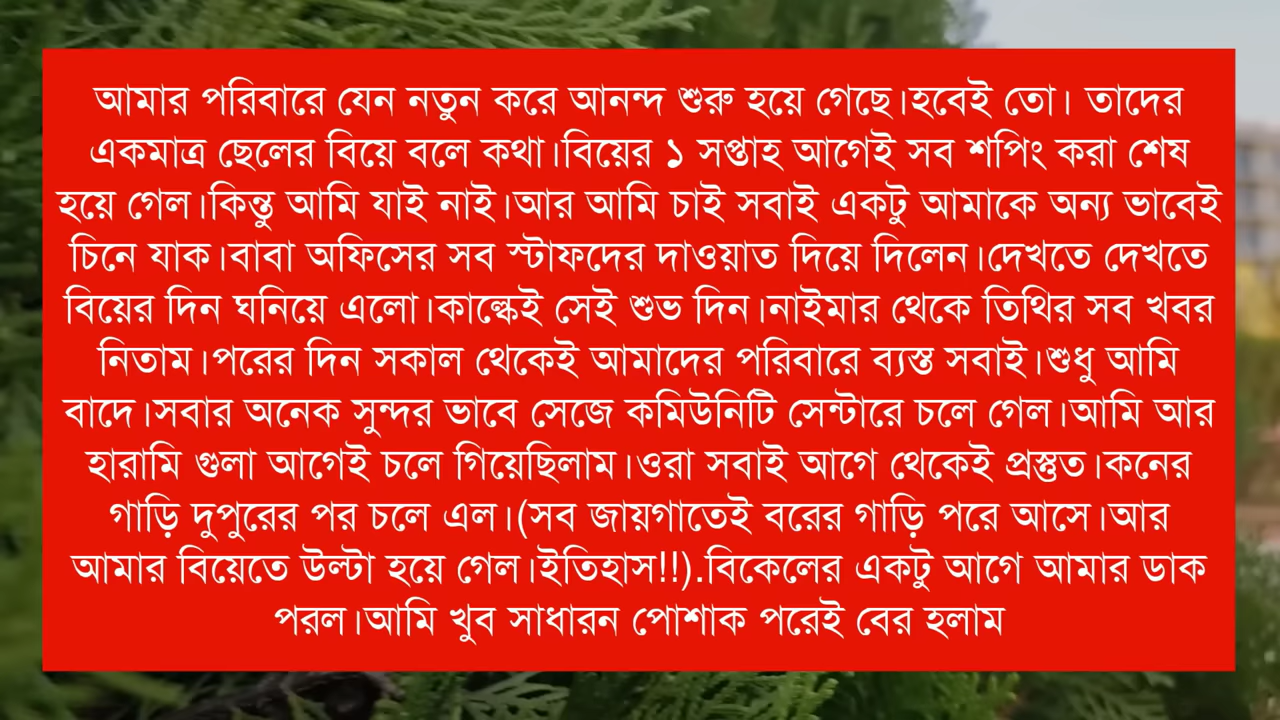 আমার পরিবারে যেন নতুন করে আনন্দ শুরু হয়ে গেছে।হবেই তো। তাদের
একমাত্র ছেলের বিয়ে বলে কথা।বিয়ের ১ সপ্তাহ আগেই সব শপিং করা শেষ
হয়ে গেল।কিন্তু আমি যাই নাই।আর আমি চাই সবাই একটু আমাকে অন্য ভাবেই
চিনে যাক।বাবা অফিসের সব স্টাফদের দাওয়াত দিয়ে দিলেন।দেখতে দেখতে
বিয়ের দিন ঘনিয়ে এলো।কাল্কেই সেই শুভ দিন।নাইমার থেকে তিথির সব খবর
নিতাম।পরের দিন সকাল থেকেই আমাদের পরিবারে ব্যস্ত সবাই।শুধু আমি
বাদে।সবার অনেক সুন্দর ভাবে সেজে কমিউনিটি সেন্টারে চলে গেল।আমি আর
হারামি গুলা আগেই চলে গিয়েছিলাম।ওরা সবাই আগে থেকেই প্রস্তুত।কনের
গাড়ি দুপুরের পর চলে এল।(সব জায়গাতেই বরের গাড়ি পরে আসে।আর
আমার বিয়েতে উল্টা হয়ে গেল।ইতিহাস!!).বিকেলের একটু আগে আমার ডাক
পরল।আমি খুব সাধারন পোশাক পরেই বের হলাম